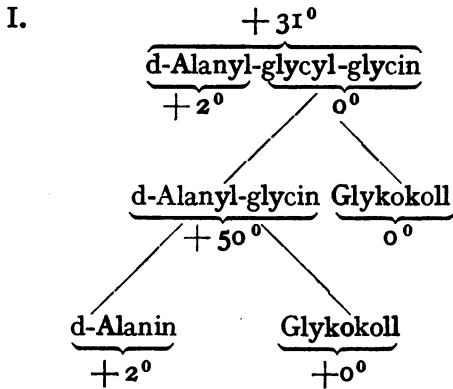 I.
+ 31°
d-Alanyl-glycyl-glycin
+ 2° 0°
d-Alanyl-glycin Glykokoll
+ 50° 0°
d-Alanin Glykokoll
+ 2° +0°